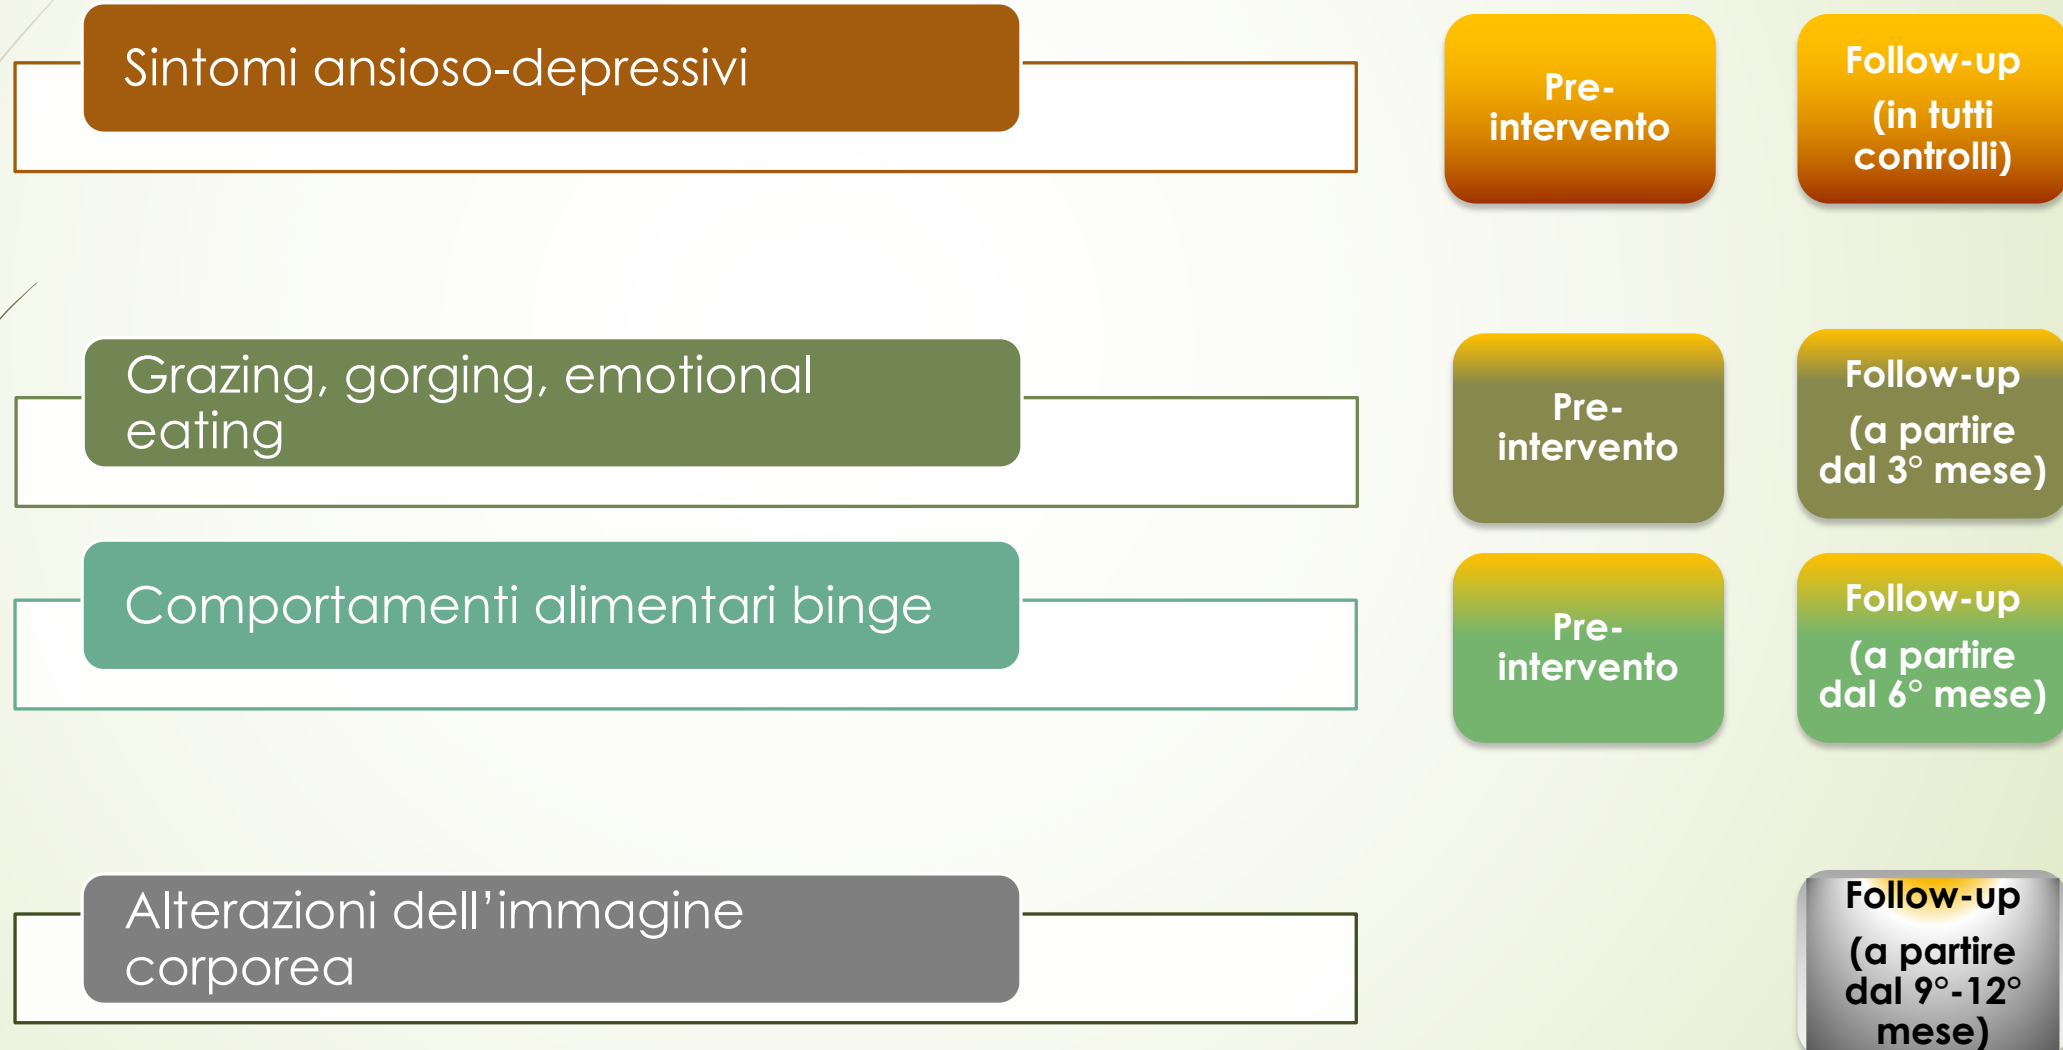 Sintomi ansioso-depressivi
Pre-
intervento
Follow-up
(in tutti
controlli)
Grazing, gorging, emotional
eating
Pre-
intervento
Follow-up
(a partire
dal 3° mese)
Comportamenti alimentari binge
Pre-
intervento
Follow-up
(a partire
dal 6° mese)
Alterazioni dell’immagine
corporea
Follow-up
(a partire
dal 9°-12°
mese)